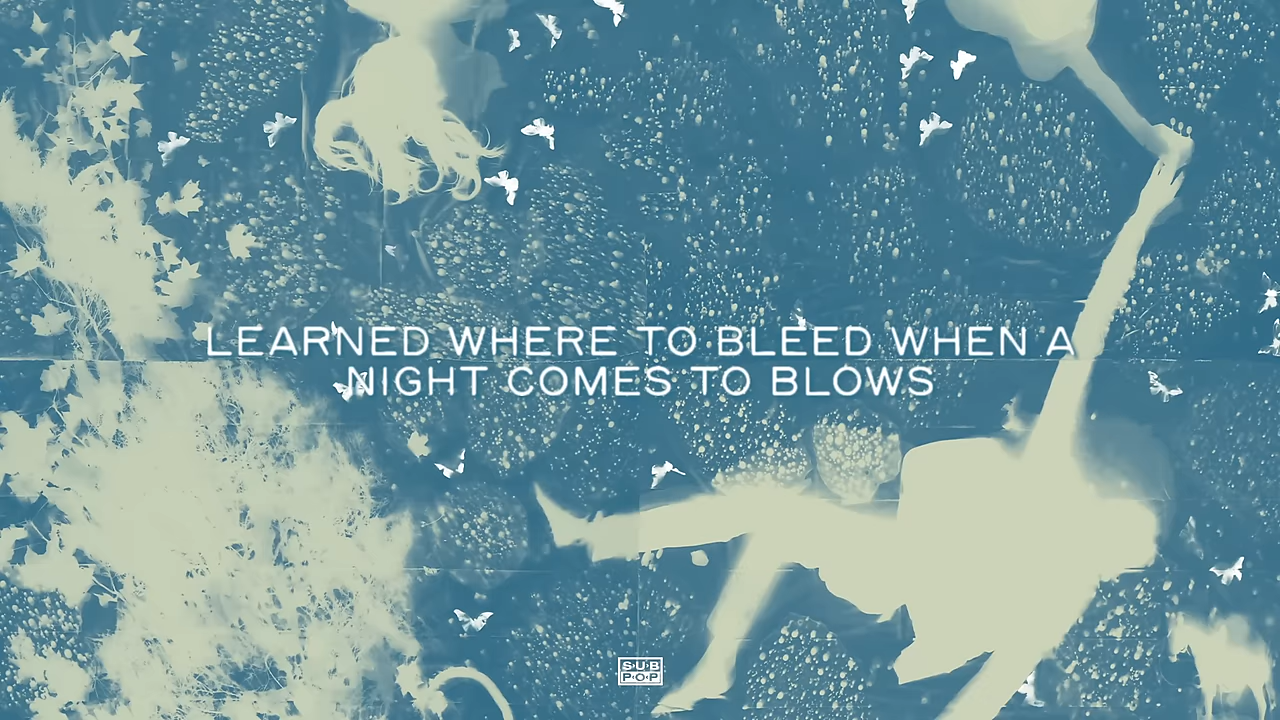 LEARNED WHERE TO BLEED WHEN A
NIGHT COMES TO BLOWS
SUB
POP